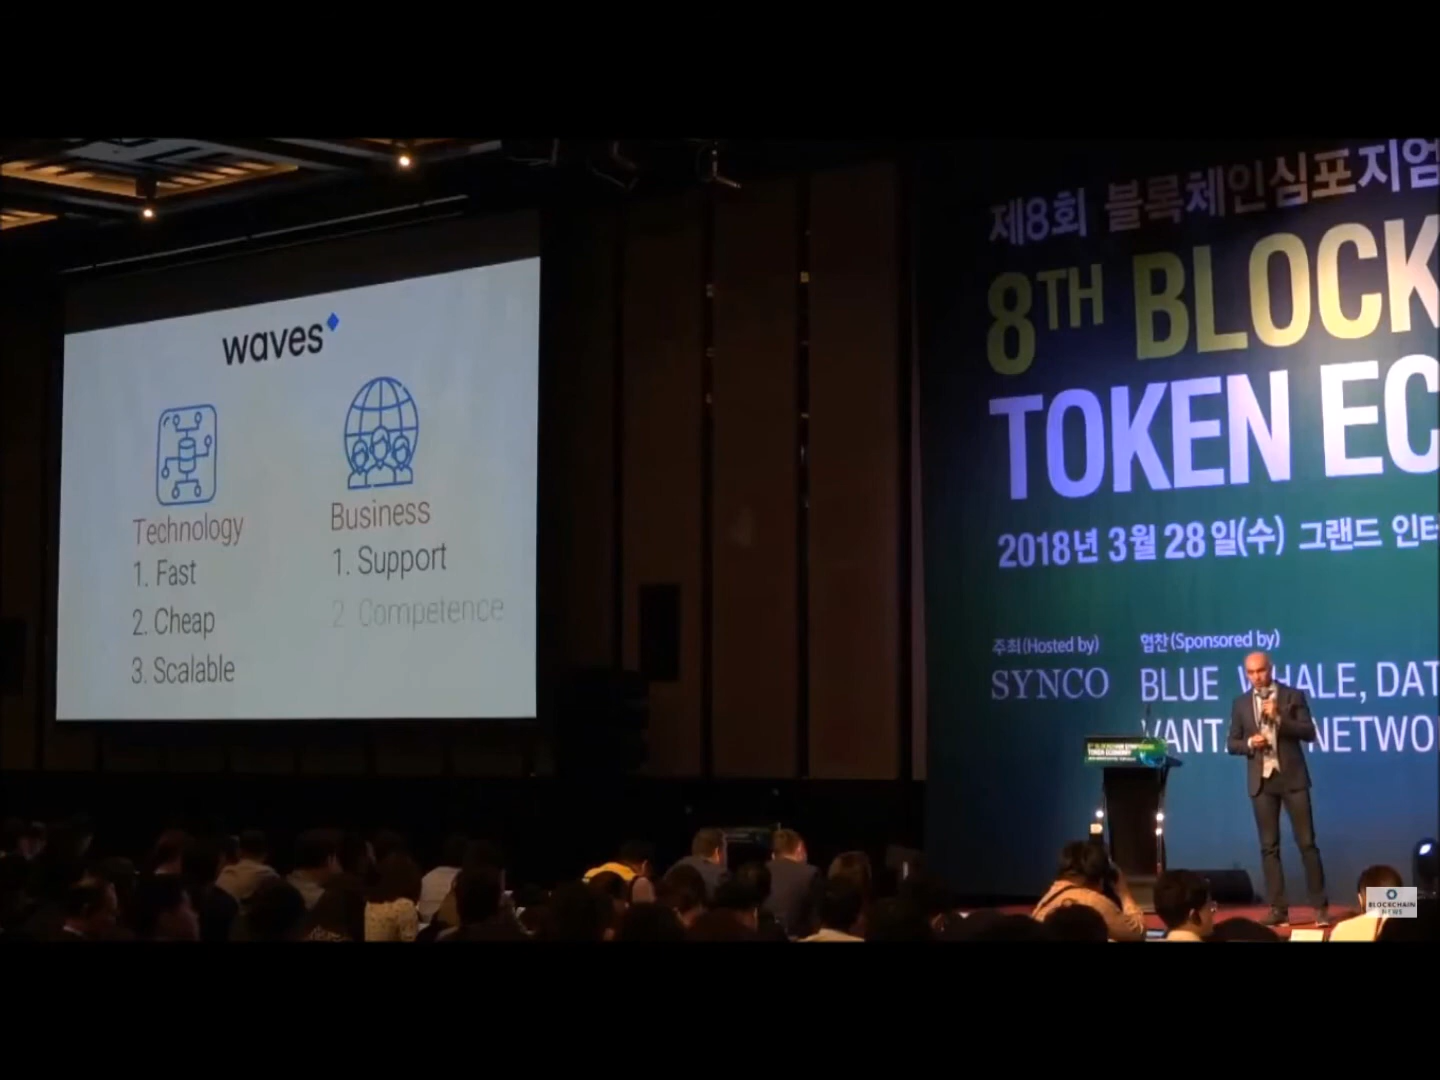 waves
Technology
1. Fast
2. Cheap
3. Scalable
Business
1. Support
2. Competence
제8회 블록체인심포지엄
8TH BLOCK
TOKEN EC
2018년 3월 28일(수) 그랜드 인터
주최(Hosted by)
SYNCO
협찬(Sponsored by)
BLUE WHALE, DAT
NETWO
TOKEN ECONOMY
BLOCKCHAIN
NEWS